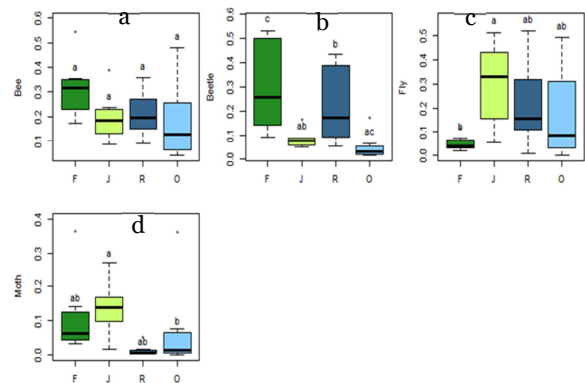 a
Bee
0.6
0.5
0.4
0.3
0.2
0.1
a a a a
F J R O
b
Beetle
0.6
0.5
0.4
0.3
0.2
0.1
0.0
c ab b ac
F J R O
c
Fly
0.5
0.4
0.3
0.2
0.1
0.0
b a ab ab
F J R O
d
Moth
0.4
0.3
0.2
0.1
0.0
ab a ab b
F J R O